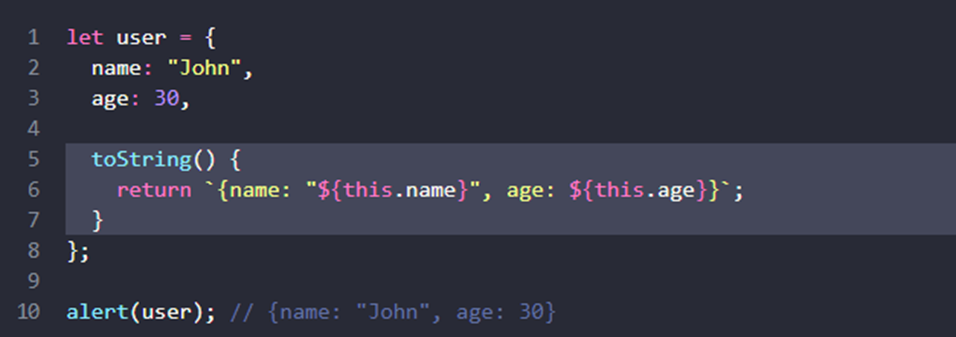 1 let user = {
2   name: "John",
3   age: 30,
4
5   toString() {
6     return `{name: "${this.name}", age: ${this.age}}`;
7   }
8 };
9
10 alert(user); // {name: "John", age: 30}